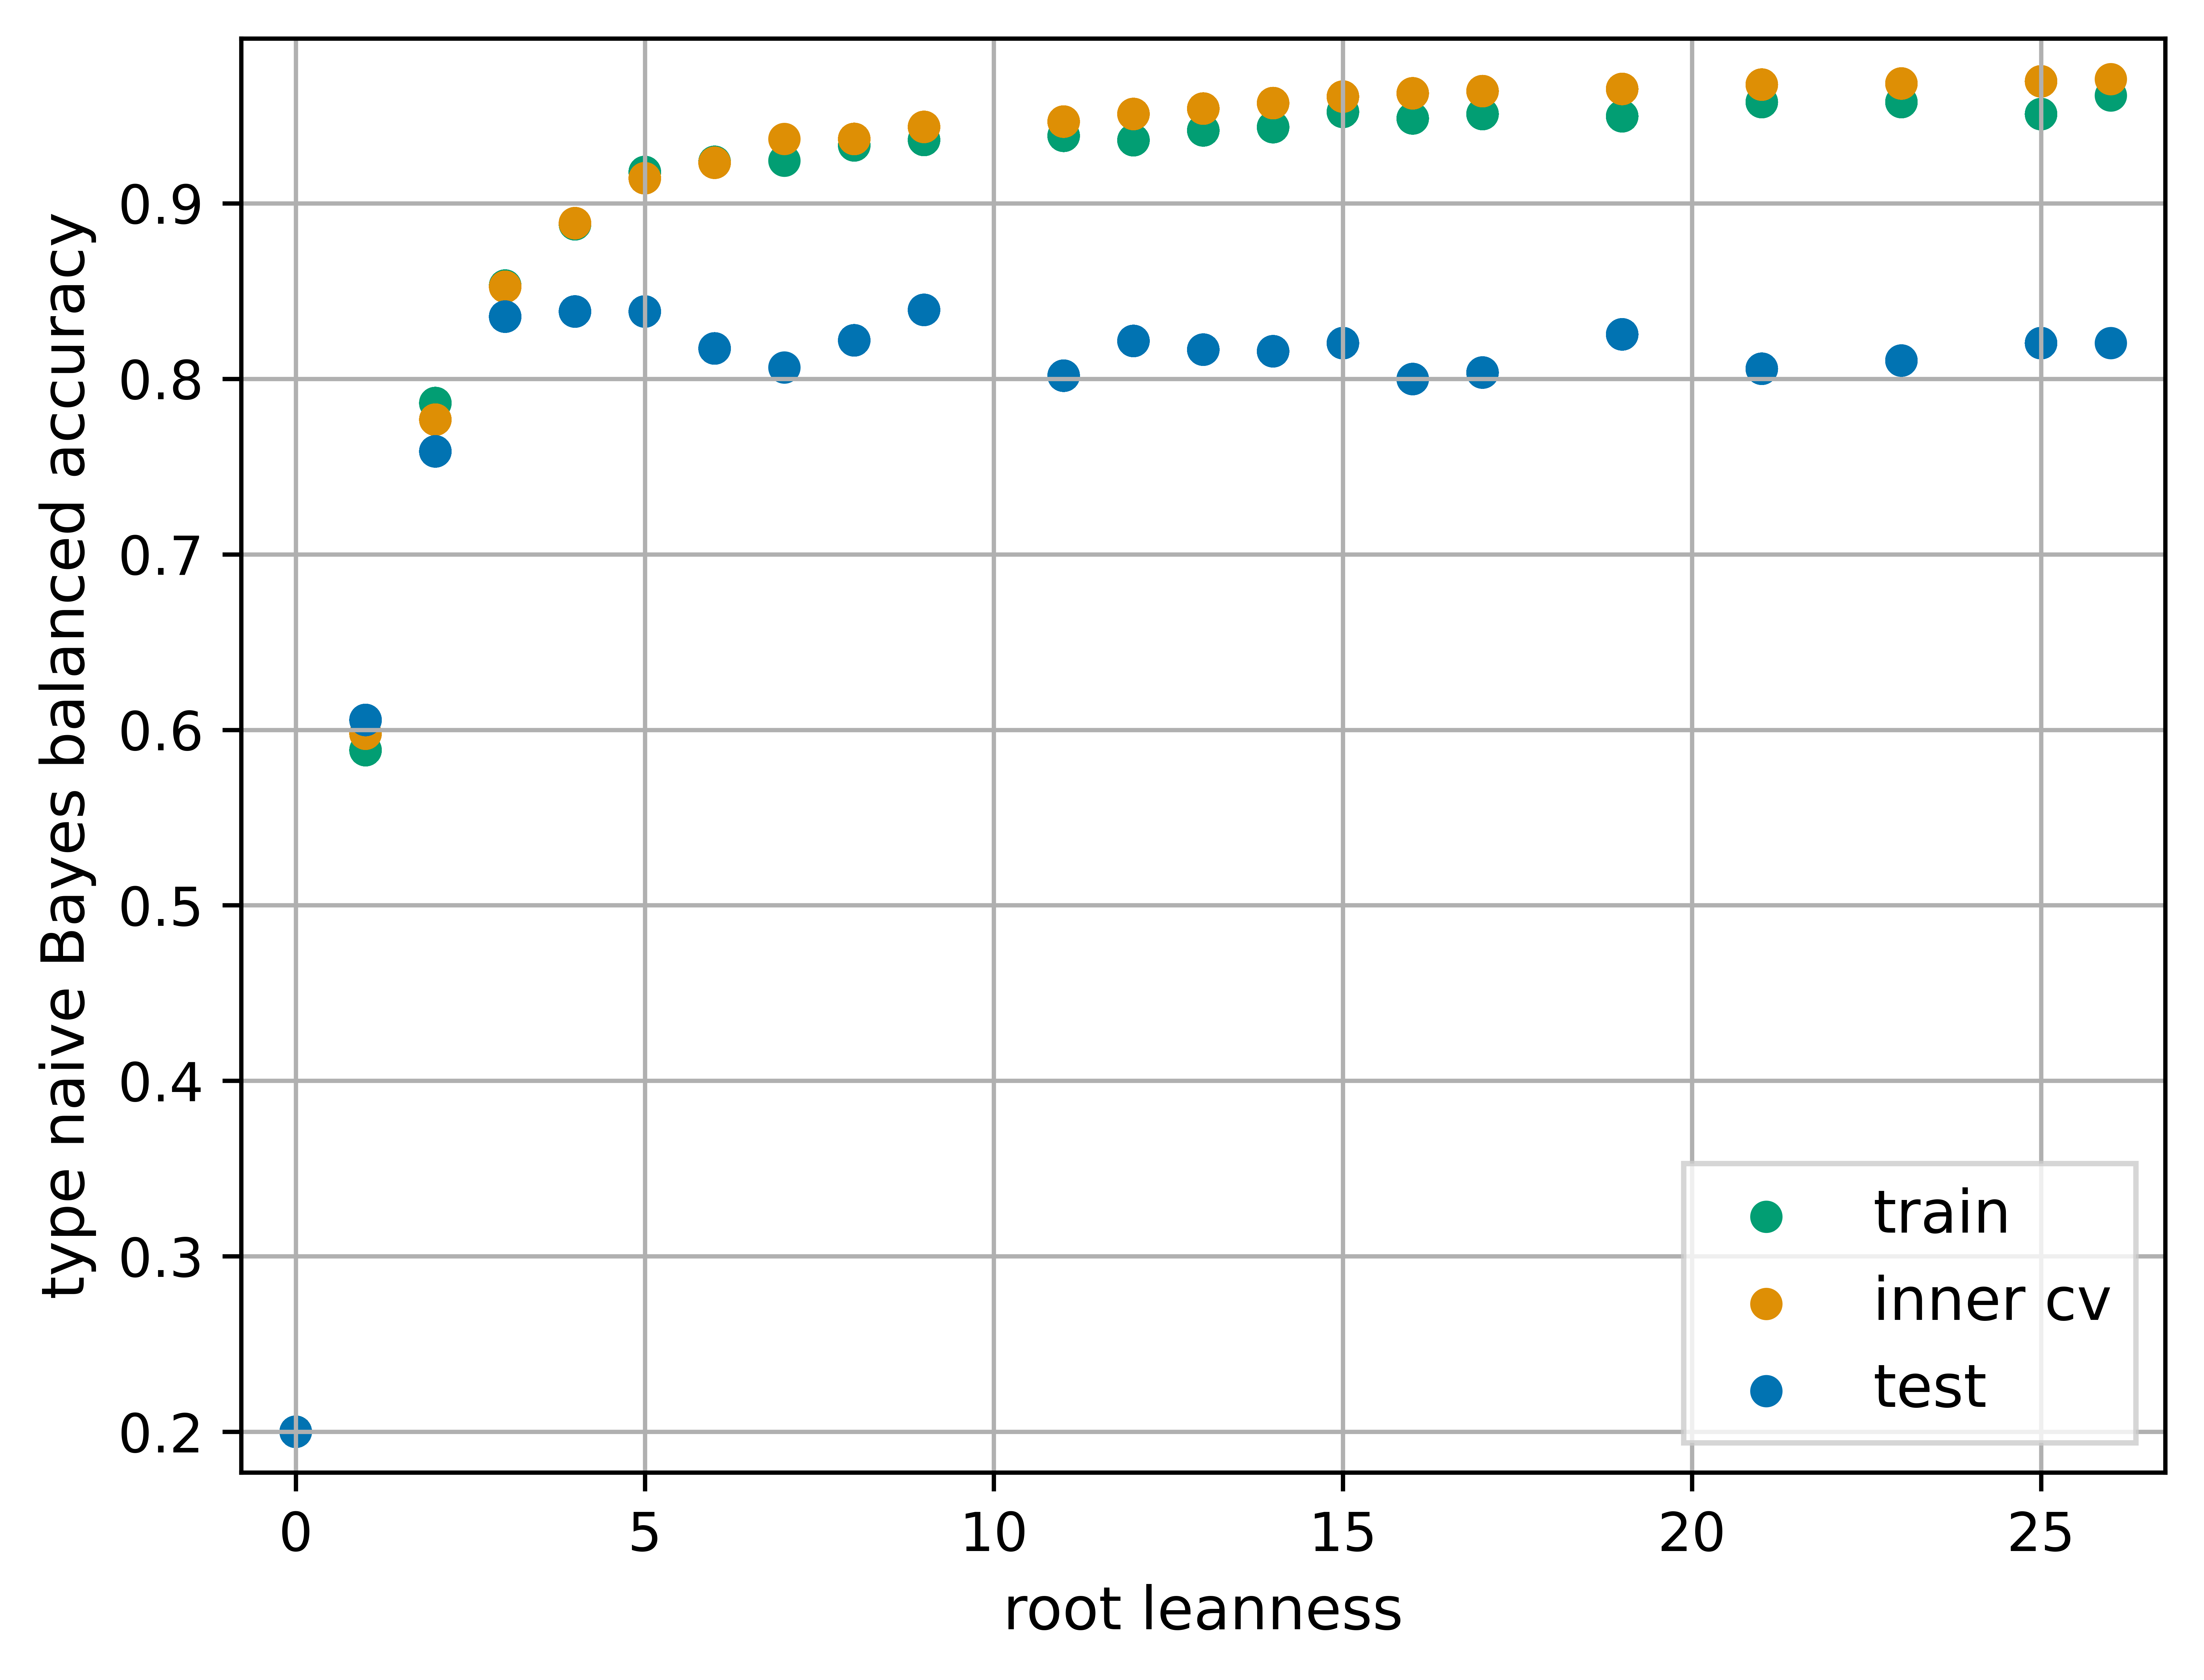 type naive Bayes balanced accuracy
0.9
0.8
0.7
0.6
0.5
0.4
0.3
0.2
train
inner cv
test
0 5 10 15 20 25
root leanness